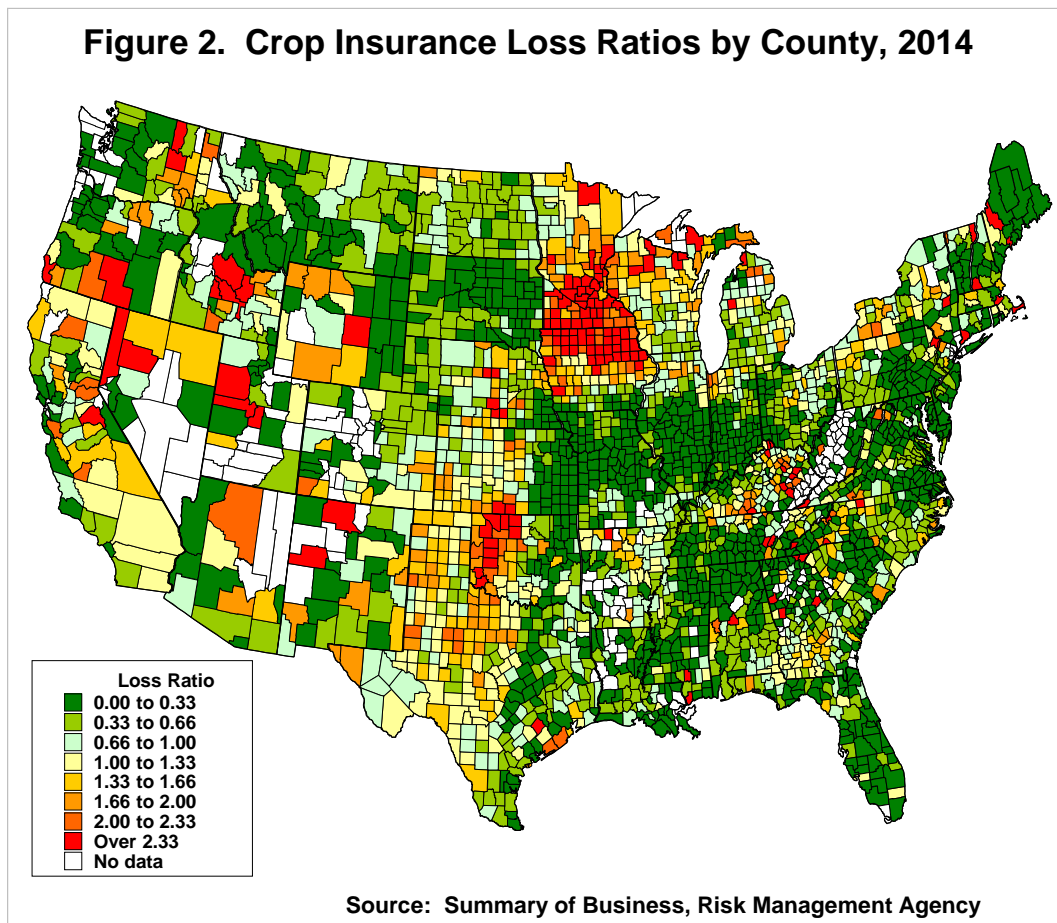 Figure 2.  Crop Insurance Loss Ratios by County, 2014
Loss Ratio
0.00 to 0.33
0.33 to 0.66
0.66 to 1.00
1.00 to 1.33
1.33 to 1.66
1.66 to 2.00
2.00 to 2.33
Over 2.33
No data
Source:  Summary of Business, Risk Management Agency